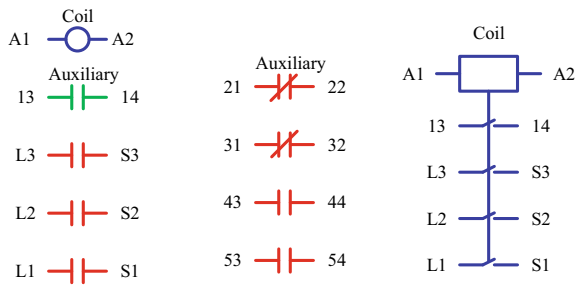 Coil
A1 A2
Auxiliary
13 14
L3 S3
L2 S2
L1 S1
Auxiliary
21 22
31 32
43 44
53 54
Coil
A1 A2
13 14
L3 S3
L2 S2
L1 S1